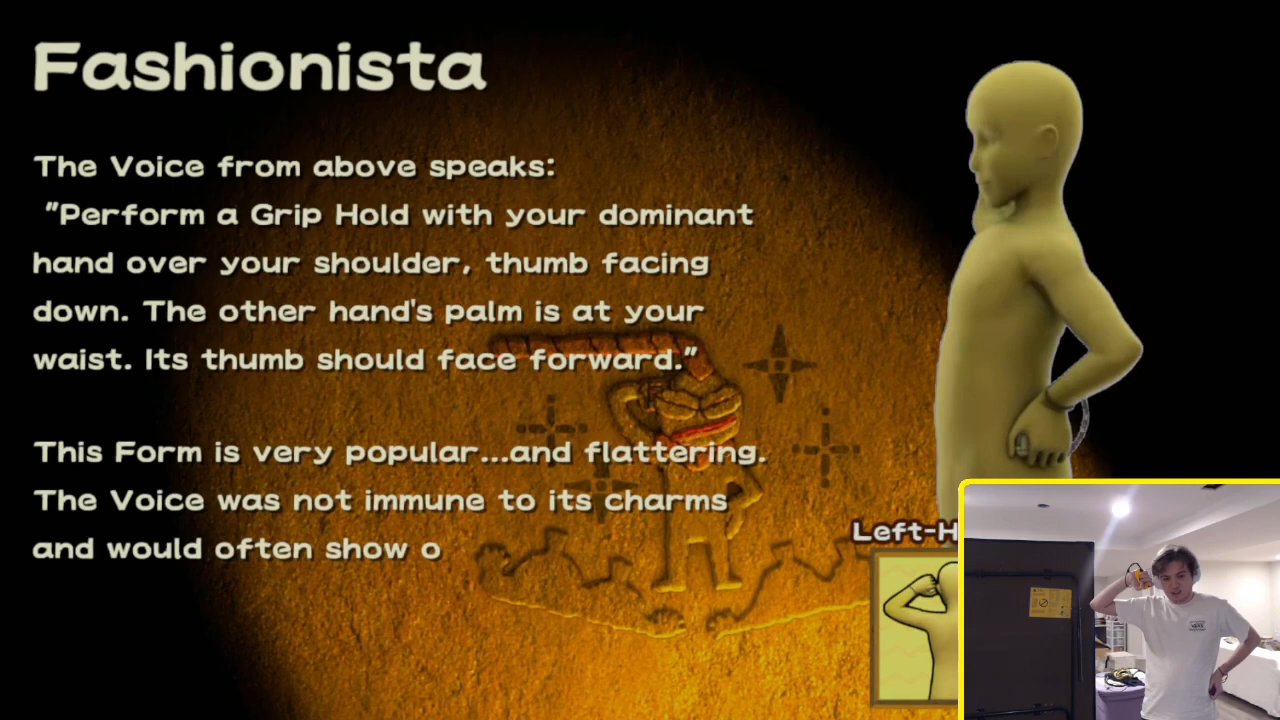 Fashionista
The Voice from above speaks:
"Perform a Grip Hold with your dominant
hand over your shoulder, thumb facing
down. The other hand's palm is at your
waist. Its thumb should face forward."
This Form is very popular...and flattering.
The Voice was not immune to its charms
and would often show o
Left-H